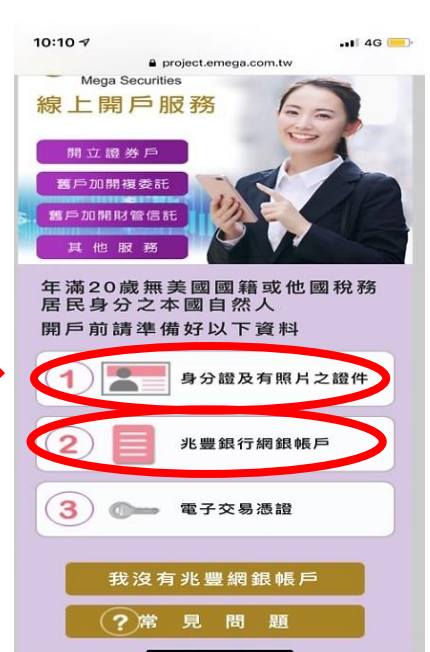 10:10
4G
project.emega.com.tw
Mega Securities
線上開戶服務
開立證券戶
舊戶加開複委託
舊戶加開財管信託
其他服務
年滿20歲無美國國籍或他國稅務
居民身分之本國自然人
開戶前請準備好以下資料
1 身分證及有照片之證件
2 兆豐銀行網銀帳戶
3 電子交易憑證
我沒有兆豐網銀帳戶
?常見問題